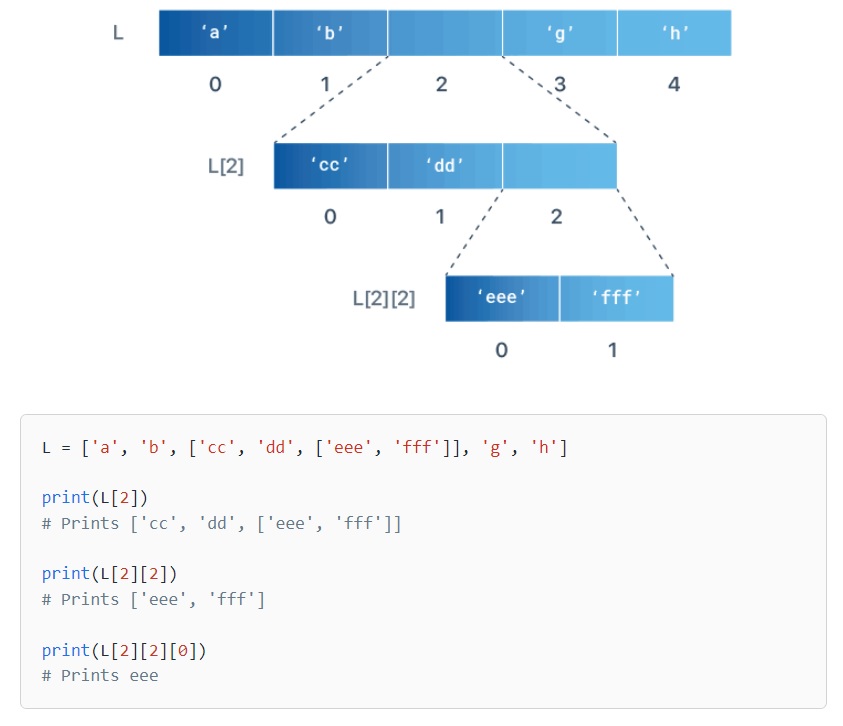 L ‘a’ ‘b’ ‘g’ ‘h’
0 1 2 3 4
L[2] ‘cc’ ‘dd’
0 1 2
L[2][2] ‘eee’ ‘fff’
0 1
L = ['a', 'b', ['cc', 'dd', ['eee', 'fff']], 'g', 'h']
print(L[2])
# Prints ['cc', 'dd', ['eee', 'fff']]
print(L[2][2])
# Prints ['eee', 'fff']
print(L[2][2][0])
# Prints eee